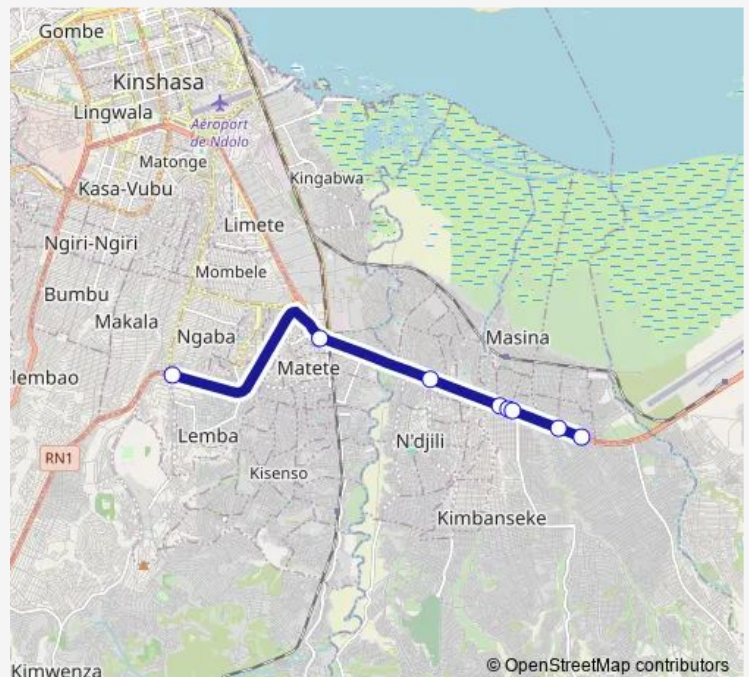 Gombe
Kinshasa
Lingwala
Aéroport
de Ndolo
Matonge
Kingabwa
Kasa-Vubu
Limete
Ngiri-Ngiri
Mombele
Bumbu
Makala
Ngaba
Masina
lembao
Matete
Lemba
N'djili
RN1
Kisenso
Kimbanseke
Kimwenza
© OpenStreetMap contributors